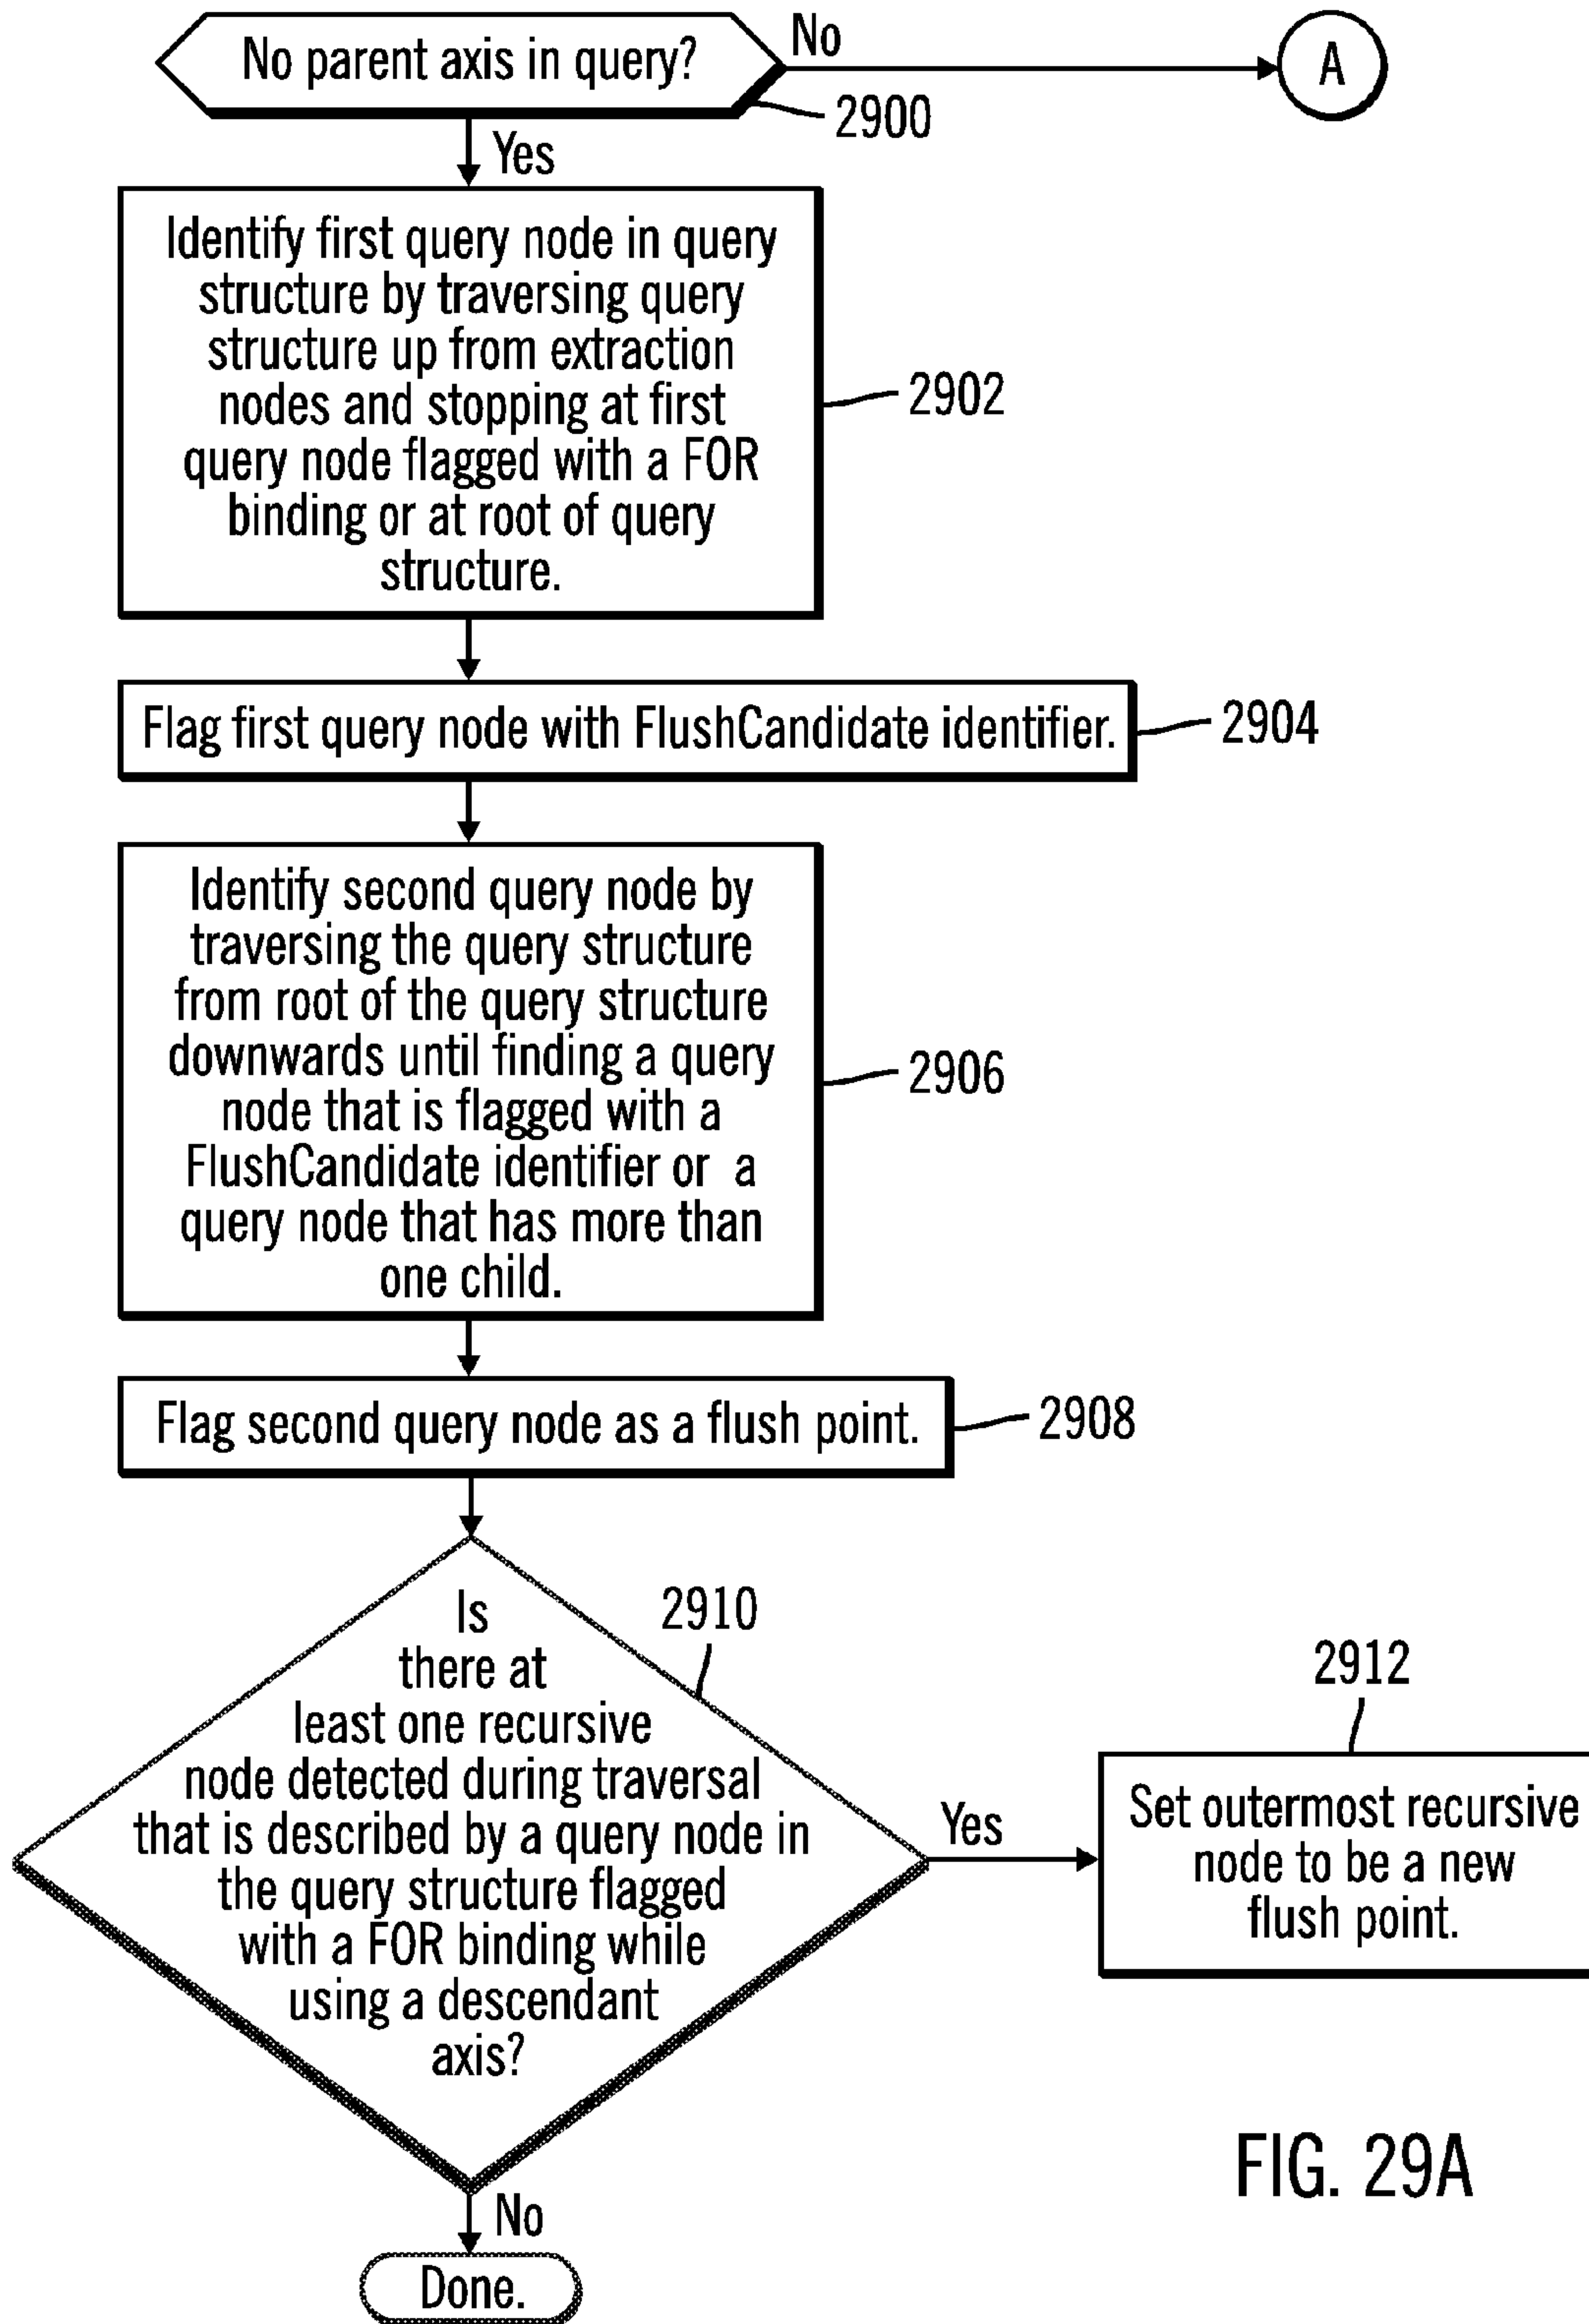 No parent axis in query?
No
A
2900
Yes
Identify first query node in query
structure by traversing query
structure up from extraction
nodes and stopping at first
query node flagged with a FOR
binding or at root of query
structure.
2902
Flag first query node with FlushCandidate identifier.
2904
Identify second query node by
traversing the query structure
from root of the query structure
downwards until finding a query
node that is flagged with a
FlushCandidate identifier or a
query node that has more than
one child.
2906
Flag second query node as a flush point.
2908
Is
there at
least one recursive
node detected during traversal
that is described by a query node in
the query structure flagged
with a FOR binding while
using a descendant
axis?
2910
Yes
2912
Set outermost recursive
node to be a new
flush point.
No
Done.
FIG. 29A